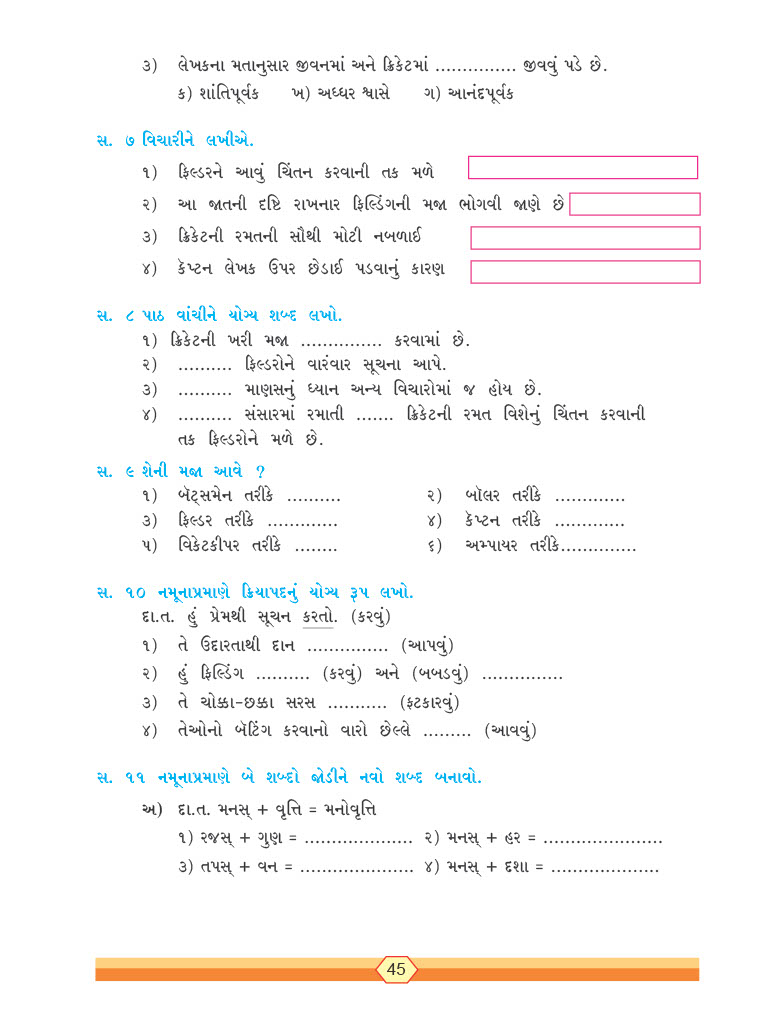 ૩) લેખકના મતાનુસાર જીવનમાં અને ક્રિકેટમાં ............... જીવવું પડે છે.
ક) શાંતિપૂર્વક ખ) અધ્ધર શ્વાસે ગ) આનંદપૂર્વક
સ. ૭ વિચારીને લખીએ.
૧) ફિલ્ડરને આવું ચિંતન કરવાની તક મળે
૨) આ જાતની દષ્ટિ રાખનાર ફિલ્ડિંગની મજા ભોગવી જાણે છે
૩) ક્રિકેટની રમતની સૌથી મોટી નબળાઈ
૪) કૅપ્ટન લેખક ઉપર છેડાઈ પડવાનું કારણ
સ. ૮ પાઠ વાંચીને યોગ્ય શબ્દ લખો.
૧) ક્રિકેટની ખરી મજા ............... કરવામાં છે.
૨) .......... ફિલ્ડરોને વારંવાર સૂચના આપે.
૩) .......... માણસનું ધ્યાન અન્ય વિચારોમાં જ હોય છે.
૪) .......... સંસારમાં રમાતી ....... ક્રિકેટની રમત વિશેનું ચિંતન કરવાની
તક ફિલ્ડરોને મળે છે.
સ. ૯ શેની મજા આવે ?
૧) બૅટ્સમેન તરીકે .......... ૨) બૉલર તરીકે .............
૩) ફિલ્ડર તરીકે ............. ૪) કૅપ્ટન તરીકે .............
૫) વિકેટકીપર તરીકે ........ ૬) અમ્પાયર તરીકે..............
સ. ૧૦ નમૂનાપ્રમાણે ક્રિયાપદનું યોગ્ય રૂપ લખો.
દા.ત. હું પ્રેમથી સૂચન કરતો. (કરવું)
૧) તે ઉદારતાથી દાન ............... (આપવું)
૨) હું ફિલ્ડિંગ .......... (કરવું) અને (બબડવું) ...............
૩) તે ચોક્કા-છક્કા સરસ ........... (ફટકારવું)
૪) તેઓનો બૅટિંગ કરવાનો વારો છેલ્લે ......... (આવવું)
સ. ૧૧ નમૂનાપ્રમાણે બે શબ્દો જોડીને નવો શબ્દ બનાવો.
અ) દા.ત. મનસ્ + વૃત્તિ = મનોવૃત્તિ
૧) રજસ્ + ગુણ = .................... ૨) મનસ્ + હર = ......................
૩) તપસ્ + વન = ..................... ૪) મનસ્ + દશા = ....................
45